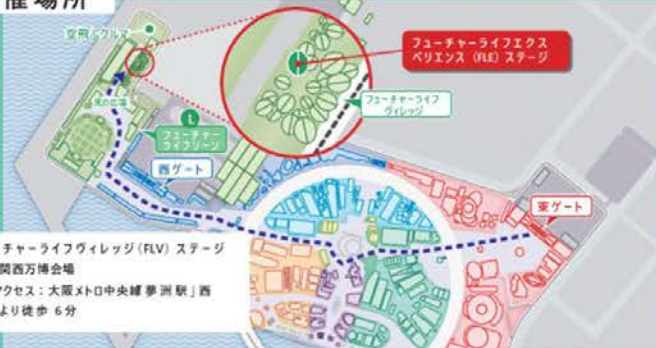 催場所
空飛ぶクルマ
フューチャーライフエクス
ペリエンス (FLE) ステージ
フューチャーライフ
ヴィレッジ
フューチャー
ライフゾーン
西ゲート
東ゲート
チャーライフヴィレッジ(FLV) ステージ
関西万博会場
クセス：大阪メトロ中央線「夢洲駅」西
より徒歩 6分